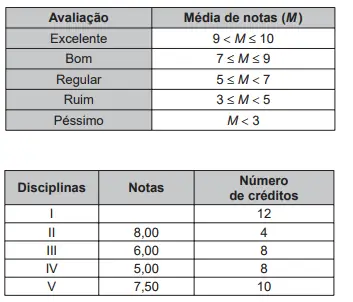 Avaliação Média de notas (M)
Excelente 9 < M ≤ 10
Bom 7 ≤ M ≤ 9
Regular 5 ≤ M < 7
Ruim 3 ≤ M < 5
Péssimo M < 3
Disciplinas Notas Número de créditos
I 12
II 8,00 4
III 6,00 8
IV 5,00 8
V 7,50 10